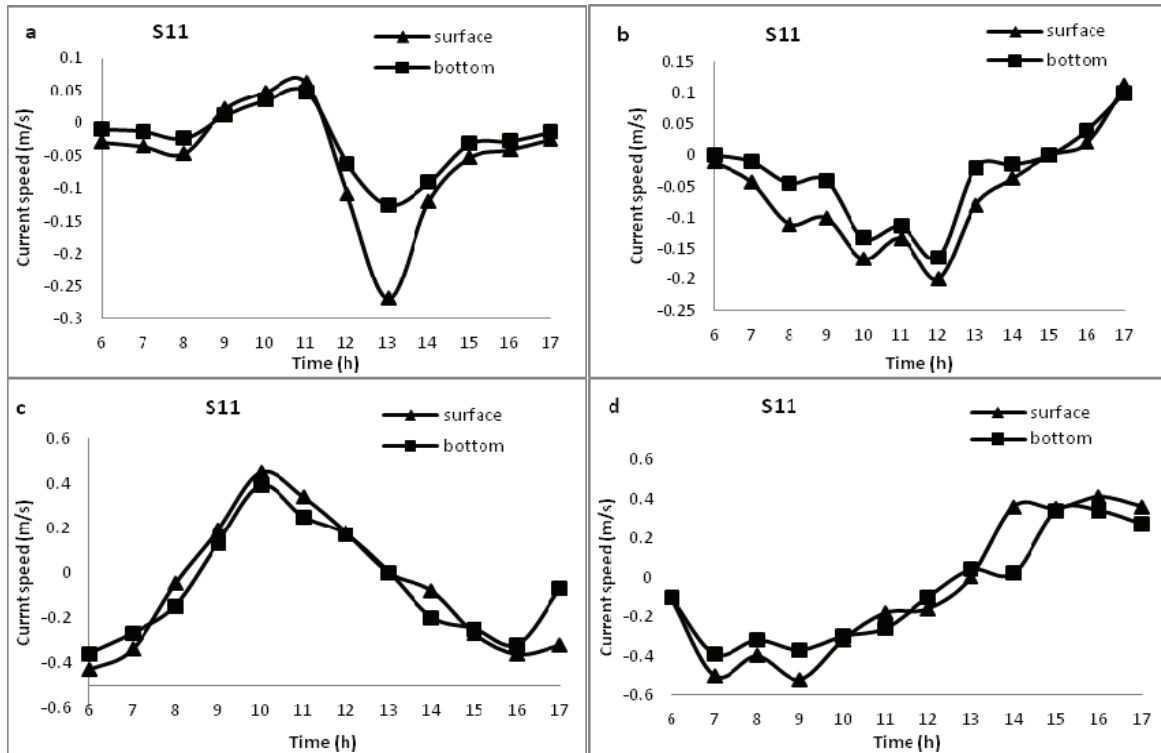 a
S11
surface
bottom
Current speed (m/s)
0.1
0.05
0
-0.05
-0.1
-0.15
-0.2
-0.25
-0.3
6 7 8 9 10 11 12 13 14 15 16 17
Time (h)
b
S11
surface
bottom
Current speed (m/s)
0.15
0.1
0.05
0
-0.05
-0.1
-0.15
-0.2
-0.25
6 7 8 9 10 11 12 13 14 15 16 17
Time (h)
c
S11
surface
bottom
Currnt speed (m/s)
0.6
0.4
0.2
0
-0.2
-0.4
-0.6
6 7 8 9 10 11 12 13 14 15 16 17
Time (h)
d
S11
surface
bottom
Current speed (m/s)
0.6
0.4
0.2
0
-0.2
-0.4
-0.6
6 7 8 9 10 11 12 13 14 15 16 17
Time (h)